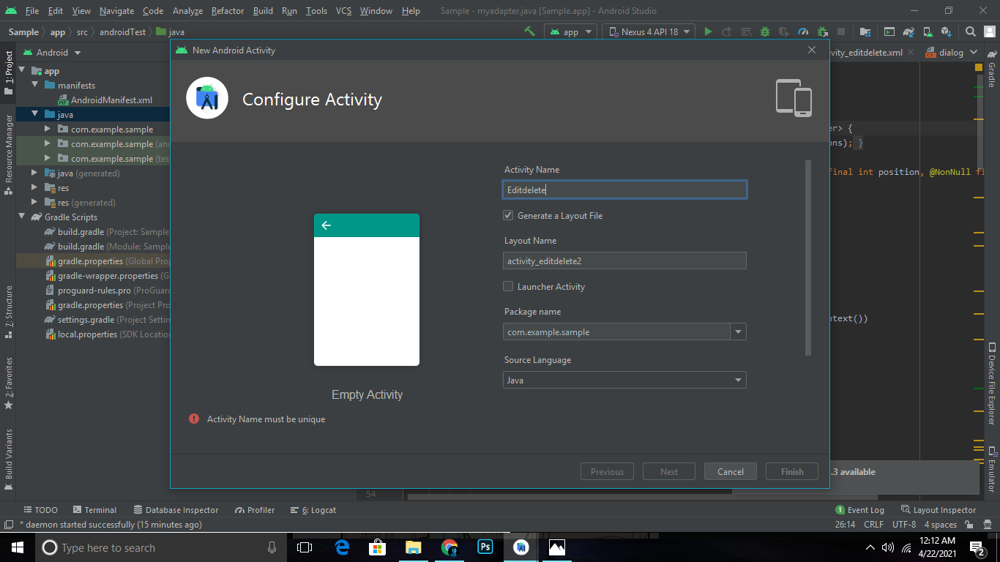 File Edit View Navigate Code Analyze Refactor Build Run Tools VCS Window Help Sample - myadapter.java [Sample.app] - Android Studio
Sample app src androidTest java app Nexus 4 API 18
1: Project
Resource Manager
7: Structure
2: Favorites
Build Variants
Android
app
manifests
AndroidManifest.xml
java
com.example.sample
com.example.sample
com.example.sample (tes
java (generated)
res
res (generated)
Gradle Scripts
build.gradle (Project: Sample
build.gradle (Module: Sampl
gradle.properties (Global Pro
gradle-wrapper.properties (G
proguard-rules.pro (ProGuar
gradle.properties (Project Pro
settings.gradle (Project Settin
local.properties (SDK Locatio
New Android Activity
Configure Activity
Activity Name
Editdelete
Generate a Layout File
Layout Name
activity_editdelete2
Launcher Activity
Package name
com.example.sample
Source Language
Java
Empty Activity
Activity Name must be unique
Previous Next Cancel Finish
vity_editdelete.xml dialog
er> {
ons); }
final int position, @NonNull fi
ntext())
.3 available
54
Gradle
Device File Explorer
Emulator
TODO Terminal Database Inspector Profiler 6: Logcat 1 Event Log Layout Inspector
* daemon started successfully (15 minutes ago) 26:14 CRLF UTF-8 4 spaces
Type here to search Ps 12:12 AM
4/22/2021 2